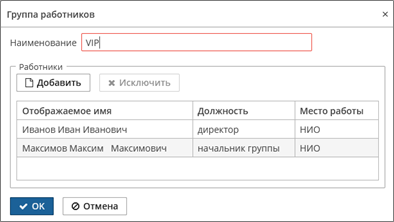 Группа работников ×
Наименование VIP
Работники
Добавить × Исключить
Отображаемое имя Должность Место работы
Иванов Иван Иванович директор НИО
Максимов Максим Максимович начальник группы НИО
OK Отмена